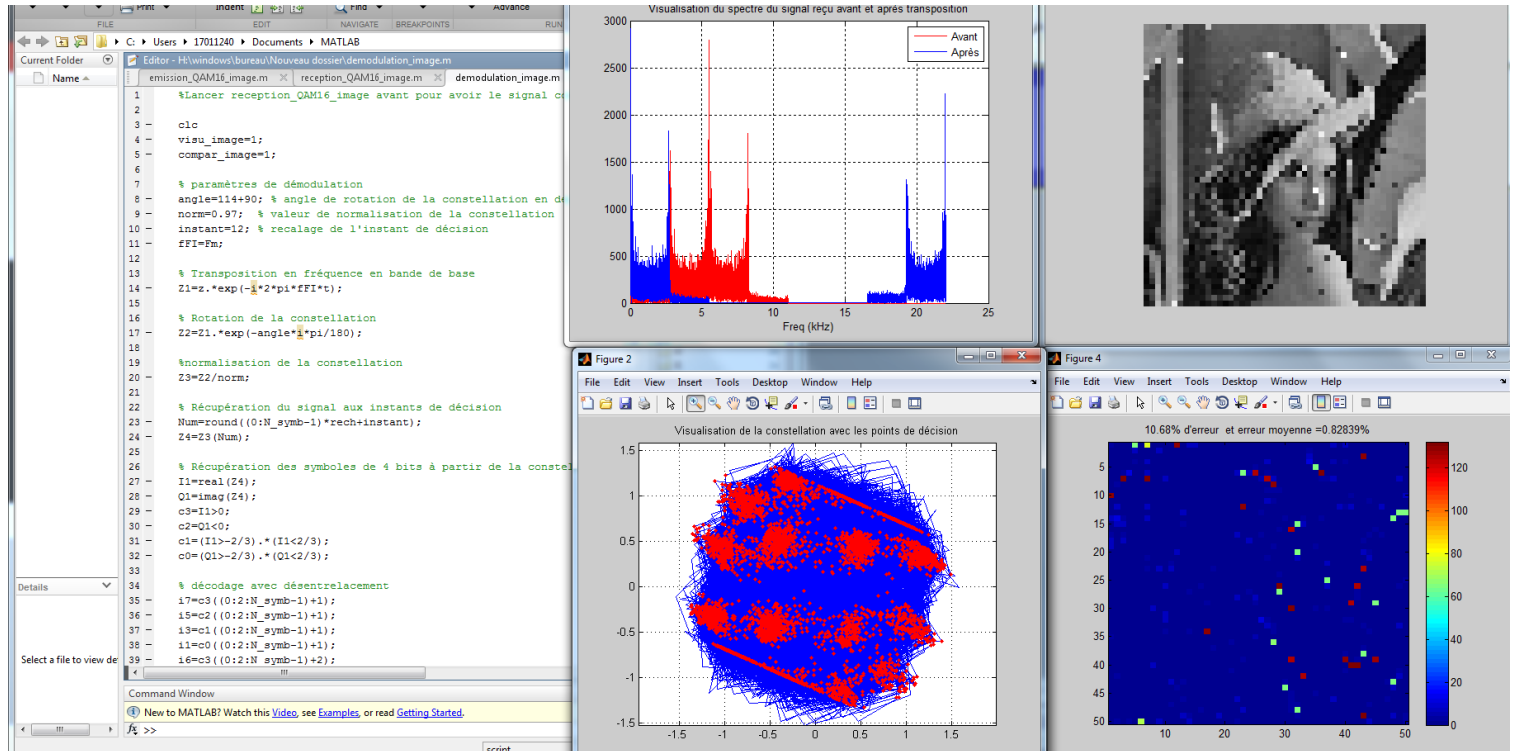 Print
Indent
Find
Advance
FILE
EDIT
NAVIGATE
BREAKPOINTS
RUN
C: Users 17011240 Documents MATLAB
Current Folder
Name
Editor - H:\windows\bureau\Nouveau dossier\demodulation_image.m
emission_QAM16_image.m
reception_QAM16_image.m
demodulation_image.m
1 %Lancer reception_QAM16_image avant pour avoir le signal
2
3 clc
4 visu_image=1;
5 compar_image=1;
6
7 % paramètres de démodulation
8 angle=114+90; % angle de rotation de la constellation en
9 norm=0.97; % valeur de normalisation de la constellation
10 instant=12; % recalage de l'instant de décision
11 fFI=Fm;
12
13 % Transposition en fréquence en bande de base
14 Z1=z.*exp(-i*2*pi*fFI*t);
15
16 % Rotation de la constellation
17 Z2=Z1.*exp(-angle*i*pi/180);
18
19 %normalisation de la constellation
20 Z3=Z2/norm;
21
22 % Récupération du signal aux instants de décision
23 Num=round((0:N_symb-1)*rech+instant);
24 Z4=Z3(Num);
25
26 % Récupération des symboles de 4 bits à partir de la constel
27 I1=real(Z4);
28 Q1=imag(Z4);
29 c3=I1>0;
30 c2=Q1<0;
31 c1=(I1>-2/3).*(I1<2/3);
32 c0=(Q1>-2/3).*(Q1<2/3);
33
34 % décodage avec désentrelacement
35 i7=c3((0:2:N_symb-1)+1);
36 i5=c2((0:2:N_symb-1)+1);
37 i3=c1((0:2:N_symb-1)+1);
38 i1=c0((0:2:N_symb-1)+1);
39 i6=c3((0:2:N_symb-1)+2);
Details
Select a file to view de
Command Window
New to MATLAB? Watch this Video, see Examples, or read Getting Started.
fx >>
script
Visualisation du spectre du signal reçu avant et après transposition
Avant
Après
3000
2500
2000
1500
1000
500
0
0 5 10 15 20 25
Freq (kHz)
Figure 2
File Edit View Insert Tools Desktop Window Help
Visualisation de la constellation avec les points de décision
1.5
1
0.5
0
-0.5
-1
-1.5
-1.5 -1 -0.5 0 0.5 1 1.5
Figure 4
File Edit View Insert Tools Desktop Window Help
10.68% d'erreur et erreur moyenne =0.82839%
5
10
15
20
25
30
35
40
45
50
10 20 30 40 50
120
100
80
60
40
20
0